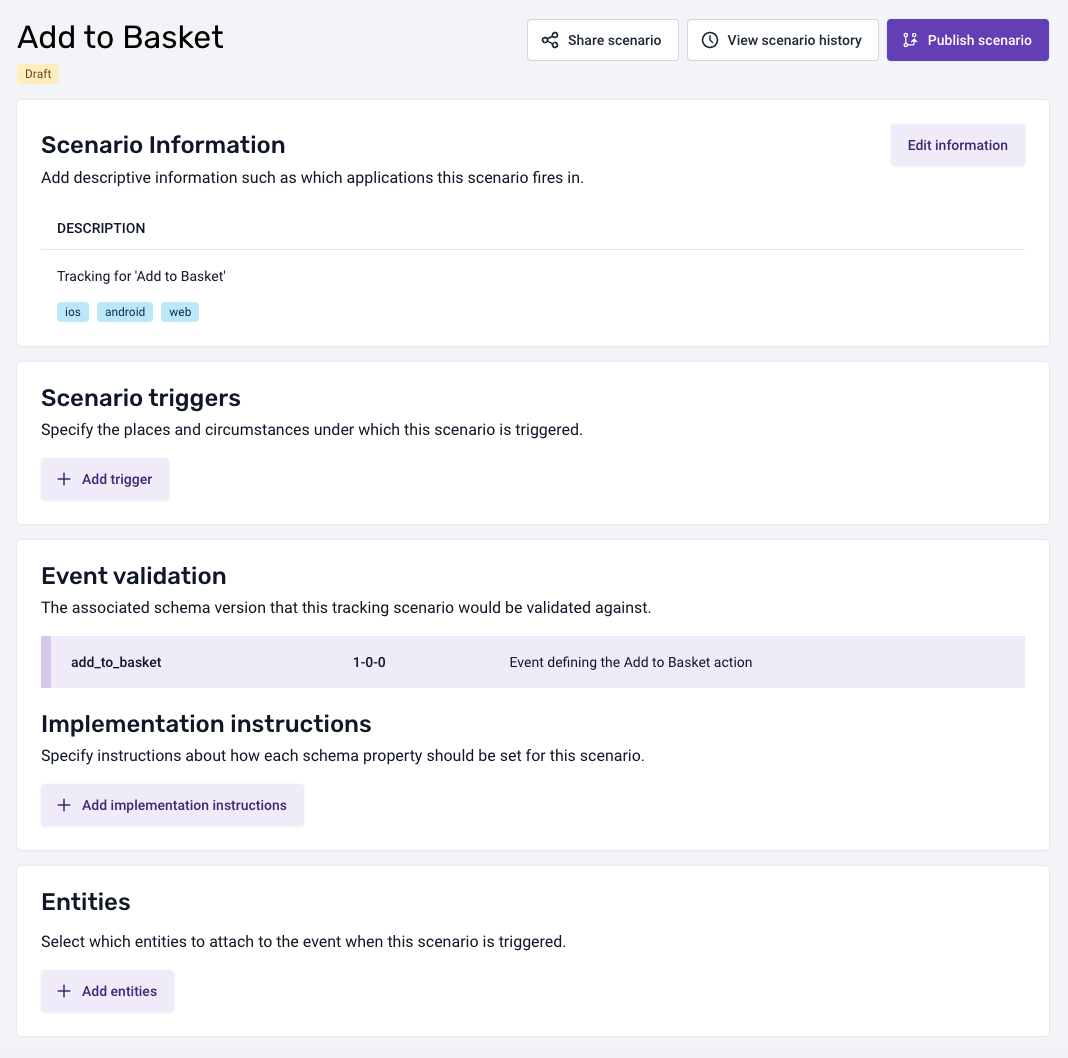 Add to Basket
Share scenario
View scenario history
Publish scenario
Draft
Scenario Information
Edit information
Add descriptive information such as which applications this scenario fires in.
DESCRIPTION
Tracking for 'Add to Basket'
ios android web
Scenario triggers
Specify the places and circumstances under which this scenario is triggered.
Add trigger
Event validation
The associated schema version that this tracking scenario would be validated against.
add_to_basket 1-0-0 Event defining the Add to Basket action
Implementation instructions
Specify instructions about how each schema property should be set for this scenario.
Add implementation instructions
Entities
Select which entities to attach to the event when this scenario is triggered.
Add entities